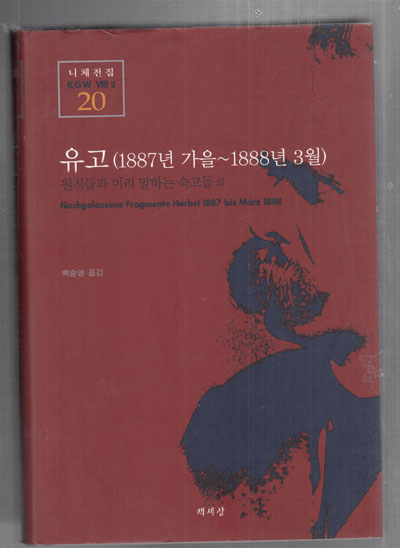 니체전집
KGW VIII 2
20
유고 (1887년 가을~1888년 3월)
원칙들과 미리 말하는 숙고들 외
Nachgelassene Fragmente Herbst 1887 bis März 1888
백승영 옮김
책세상